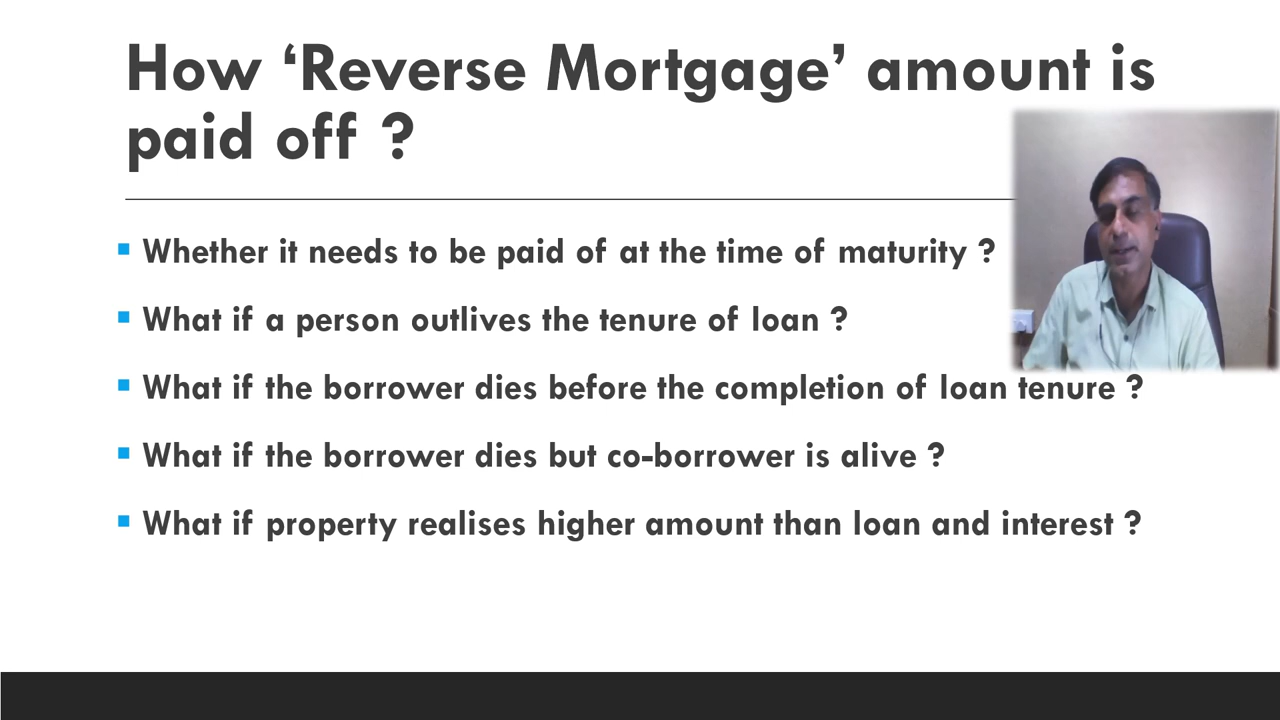 How ‘Reverse Mortgage’ amount is
paid off ?
Whether it needs to be paid of at the time of maturity ?
What if a person outlives the tenure of loan ?
What if the borrower dies before the completion of loan tenure ?
What if the borrower dies but co-borrower is alive ?
What if property realises higher amount than loan and interest ?